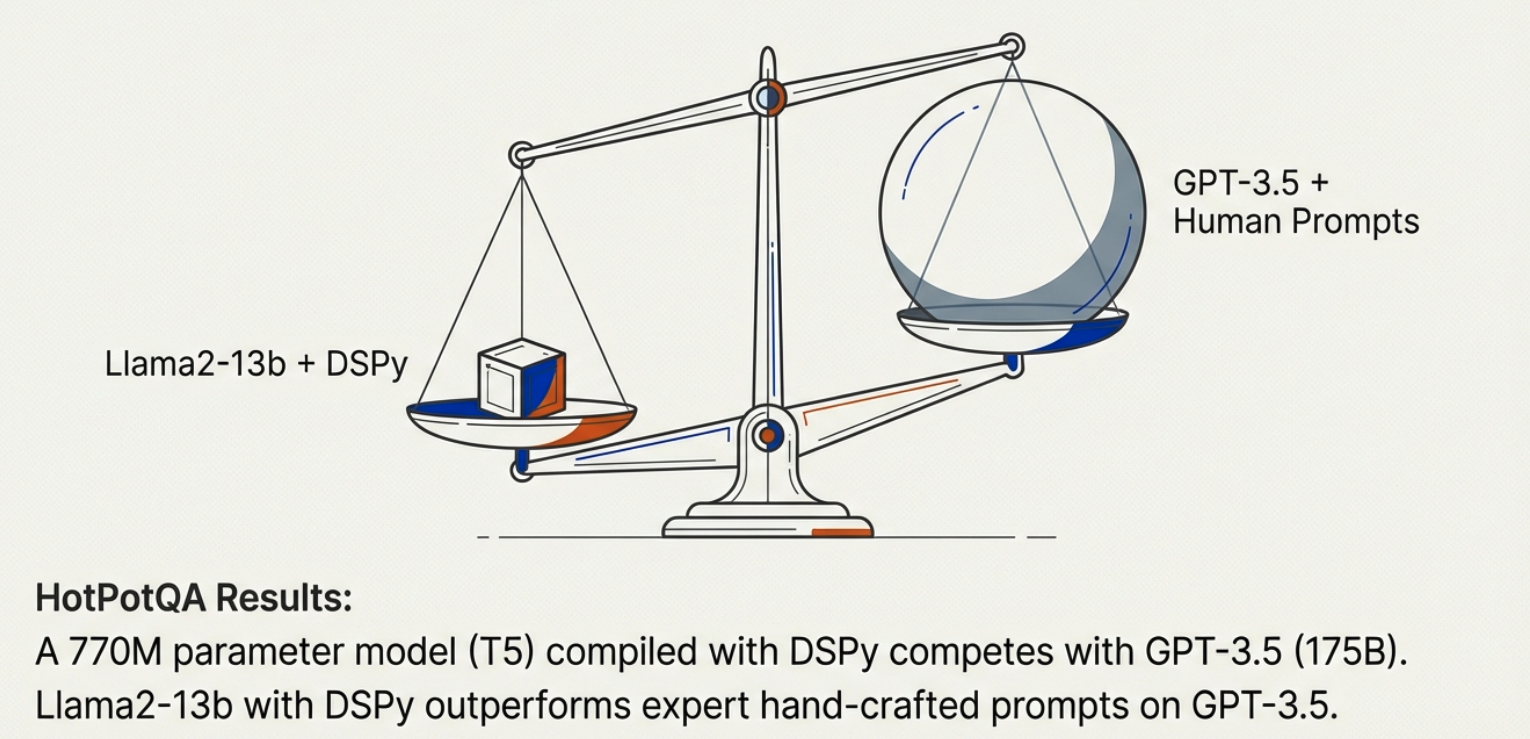 GPT-3.5 +
Human Prompts
Llama2-13b + DSPy
HotPotQA Results:
A 770M parameter model (T5) compiled with DSPy competes with GPT-3.5 (175B).
Llama2-13b with DSPy outperforms expert hand-crafted prompts on GPT-3.5.